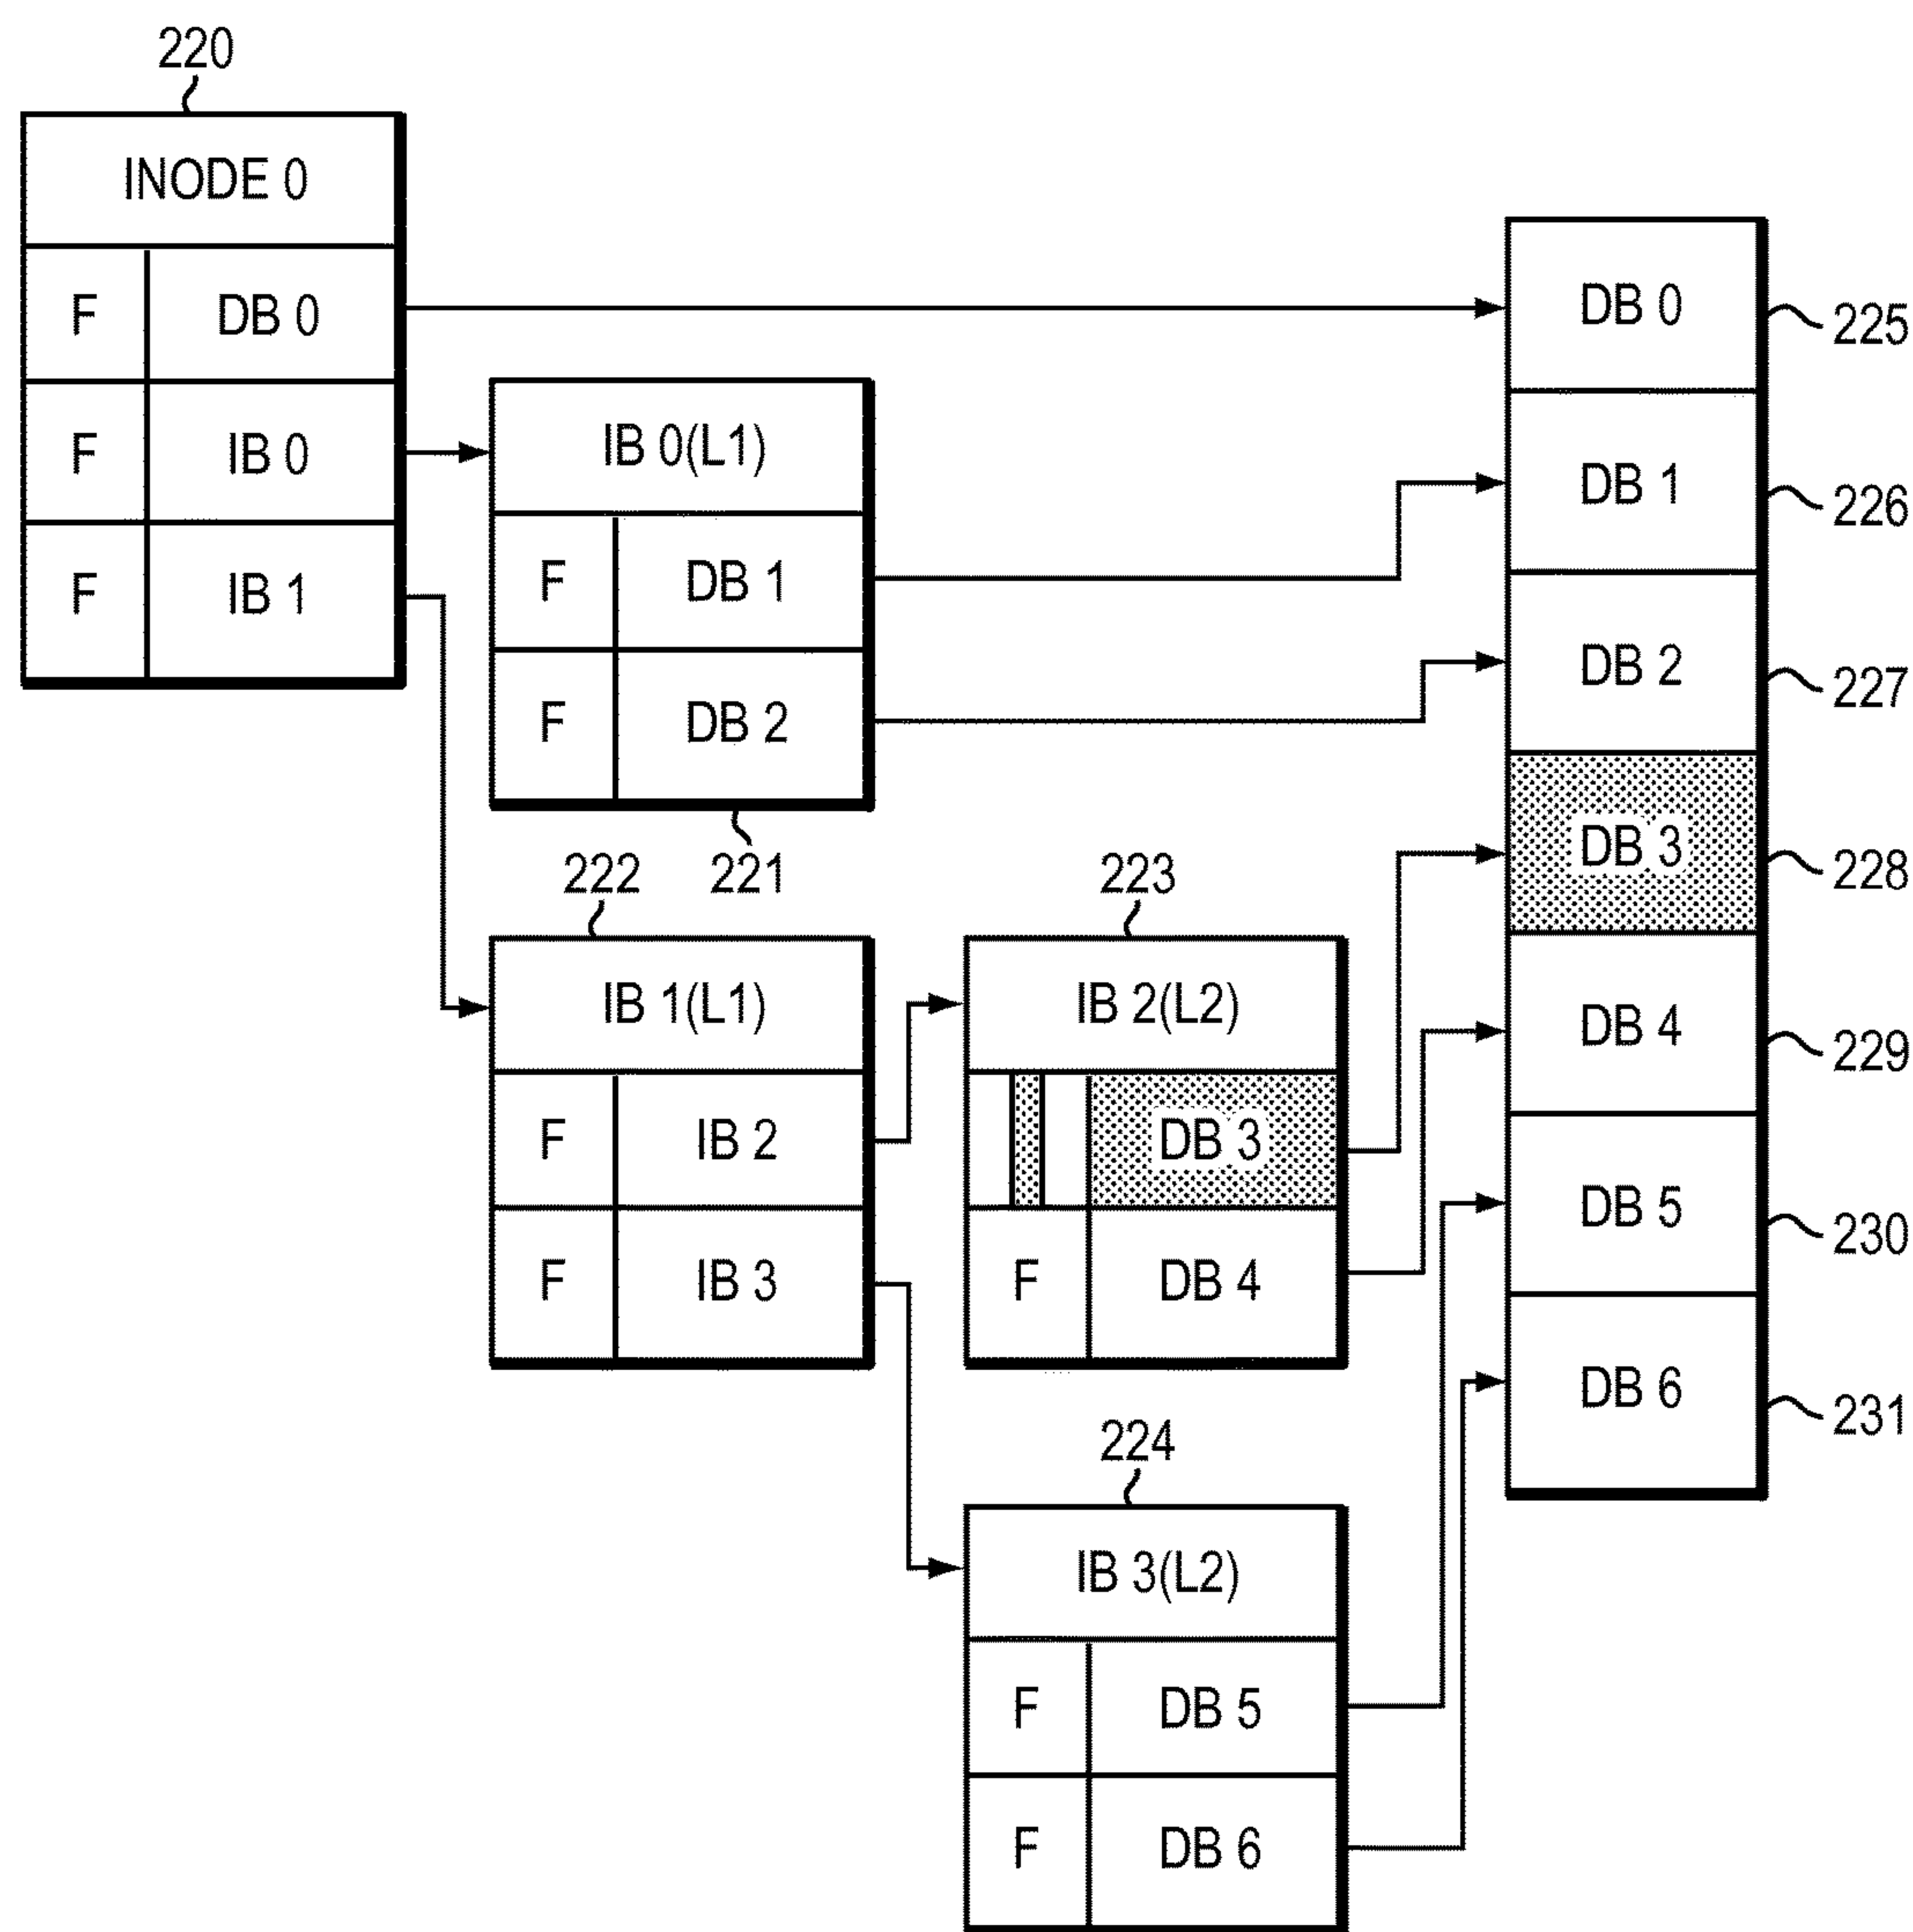 220
INODE 0
F DB 0
F IB 0
F IB 1
IB 0(L1)
F DB 1
F DB 2
221
222
IB 1(L1)
F IB 2
F IB 3
223
IB 2(L2)
DB 3
F DB 4
224
IB 3(L2)
F DB 5
F DB 6
DB 0 225
DB 1 226
DB 2 227
DB 3 228
DB 4 229
DB 5 230
DB 6 231